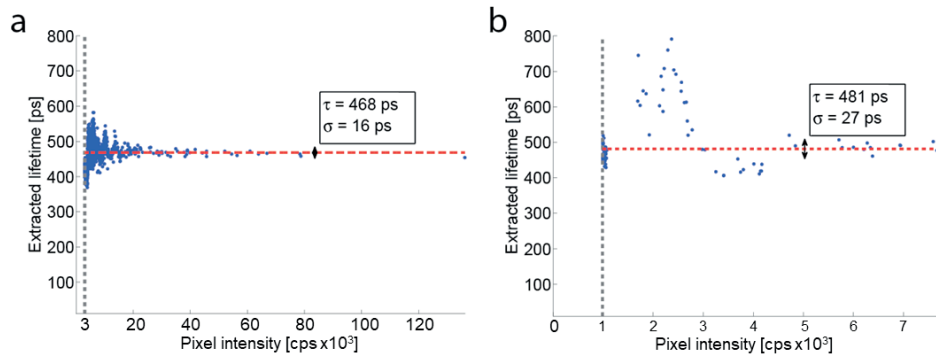 a
Extracted lifetime [ps]
800
700
600
500
400
300
200
100
τ = 468 ps
σ = 16 ps
3 20 40 60 80 100 120
Pixel intensity [cps x10³]
b
Extracted lifetime [ps]
800
700
600
500
400
300
200
100
τ = 481 ps
σ = 27 ps
0 1 2 3 4 5 6 7
Pixel intensity [cps x10³]